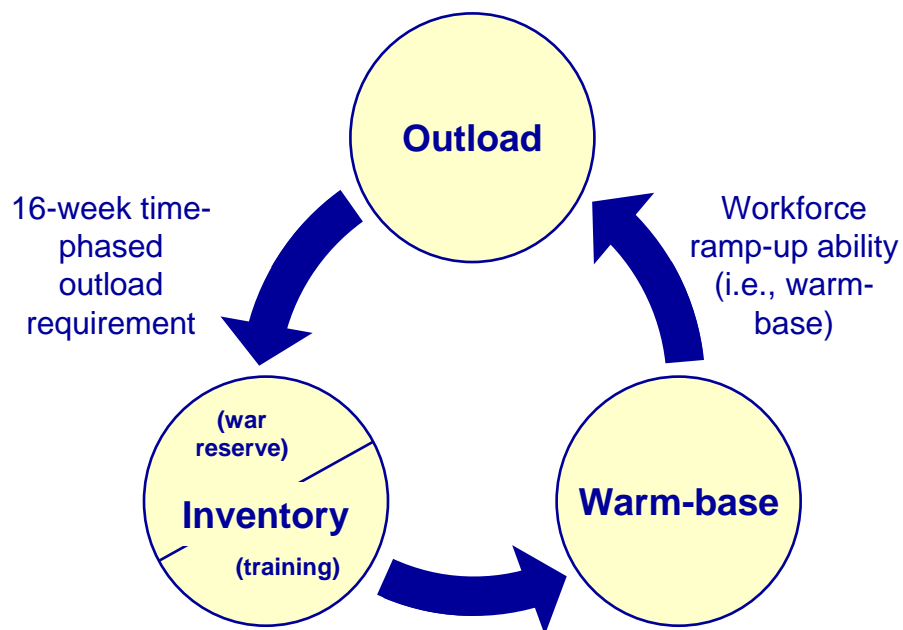 Outload
16-week time-
phased
outload
requirement
Workforce
ramp-up ability
(i.e., warm-
base)
(war
reserve)
Inventory
(training)
Warm-base